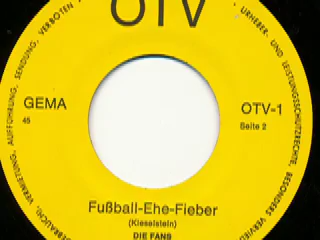 OTV
GEMA
45
OTV-1
Seite 2
Fußball-Ehe-Fieber
(Kieselstein)
DIE FANS
URHEBER- UND LEISTUNGSSCHUTZRECHTE, BESONDERS
VERMIETUNG, AUFFÜHRUNG, SENDUNG, VERBOTEN